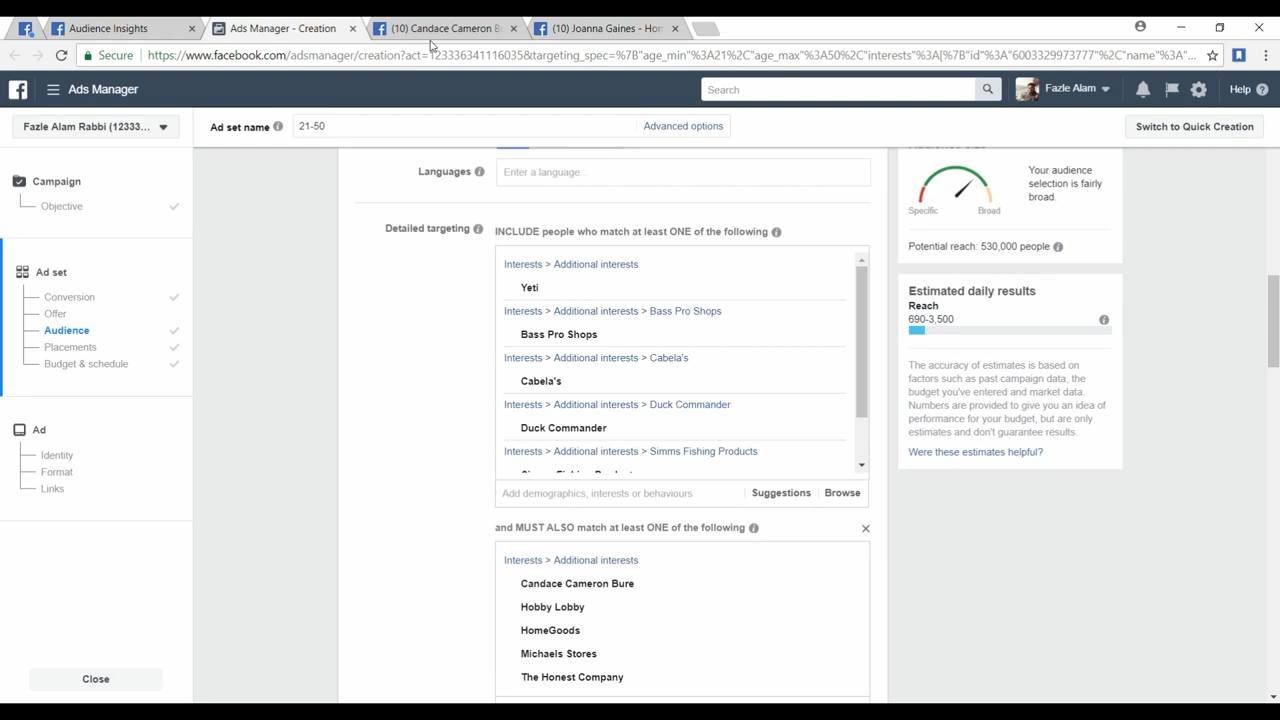 Audience Insights
Ads Manager - Creation
(10) Candace Cameron B
(10) Joanna Gaines - Hom
Secure
https://www.facebook.com/adsmanager/creation?act=123336341116035&targeting_spec=%7B"age_min"%3A21%2C"age_max"%3A50%2C"interests"%3A[%7B"id"%3A"6003329973777"%2C"name"%3A"...
Ads Manager
Search
Fazle Alam
Help
Fazle Alam Rabbi (12333...
Ad set name
21-50
Advanced options
Switch to Quick Creation
Campaign
Objective
Ad set
Conversion
Offer
Audience
Placements
Budget & schedule
Ad
Identity
Format
Links
Close
Languages
Enter a language...
Detailed targeting
INCLUDE people who match at least ONE of the following
Interests > Additional interests
Yeti
Interests > Additional interests > Bass Pro Shops
Bass Pro Shops
Interests > Additional interests > Cabela's
Cabela's
Interests > Additional interests > Duck Commander
Duck Commander
Interests > Additional interests > Simms Fishing Products
Simms Fishing Products
Add demographics, interests or behaviours
Suggestions
Browse
and MUST ALSO match at least ONE of the following
Interests > Additional interests
Candace Cameron Bure
Hobby Lobby
HomeGoods
Michaels Stores
The Honest Company
Audience Size
Specific
Broad
Your audience
selection is fairly
broad.
Potential reach: 530,000 people
Estimated daily results
Reach
690-3,500
The accuracy of estimates is based on
factors such as past campaign data, the
budget you've entered and market data.
Numbers are provided to give you an idea of
performance for your budget, but are only
estimates and don't guarantee results.
Were these estimates helpful?